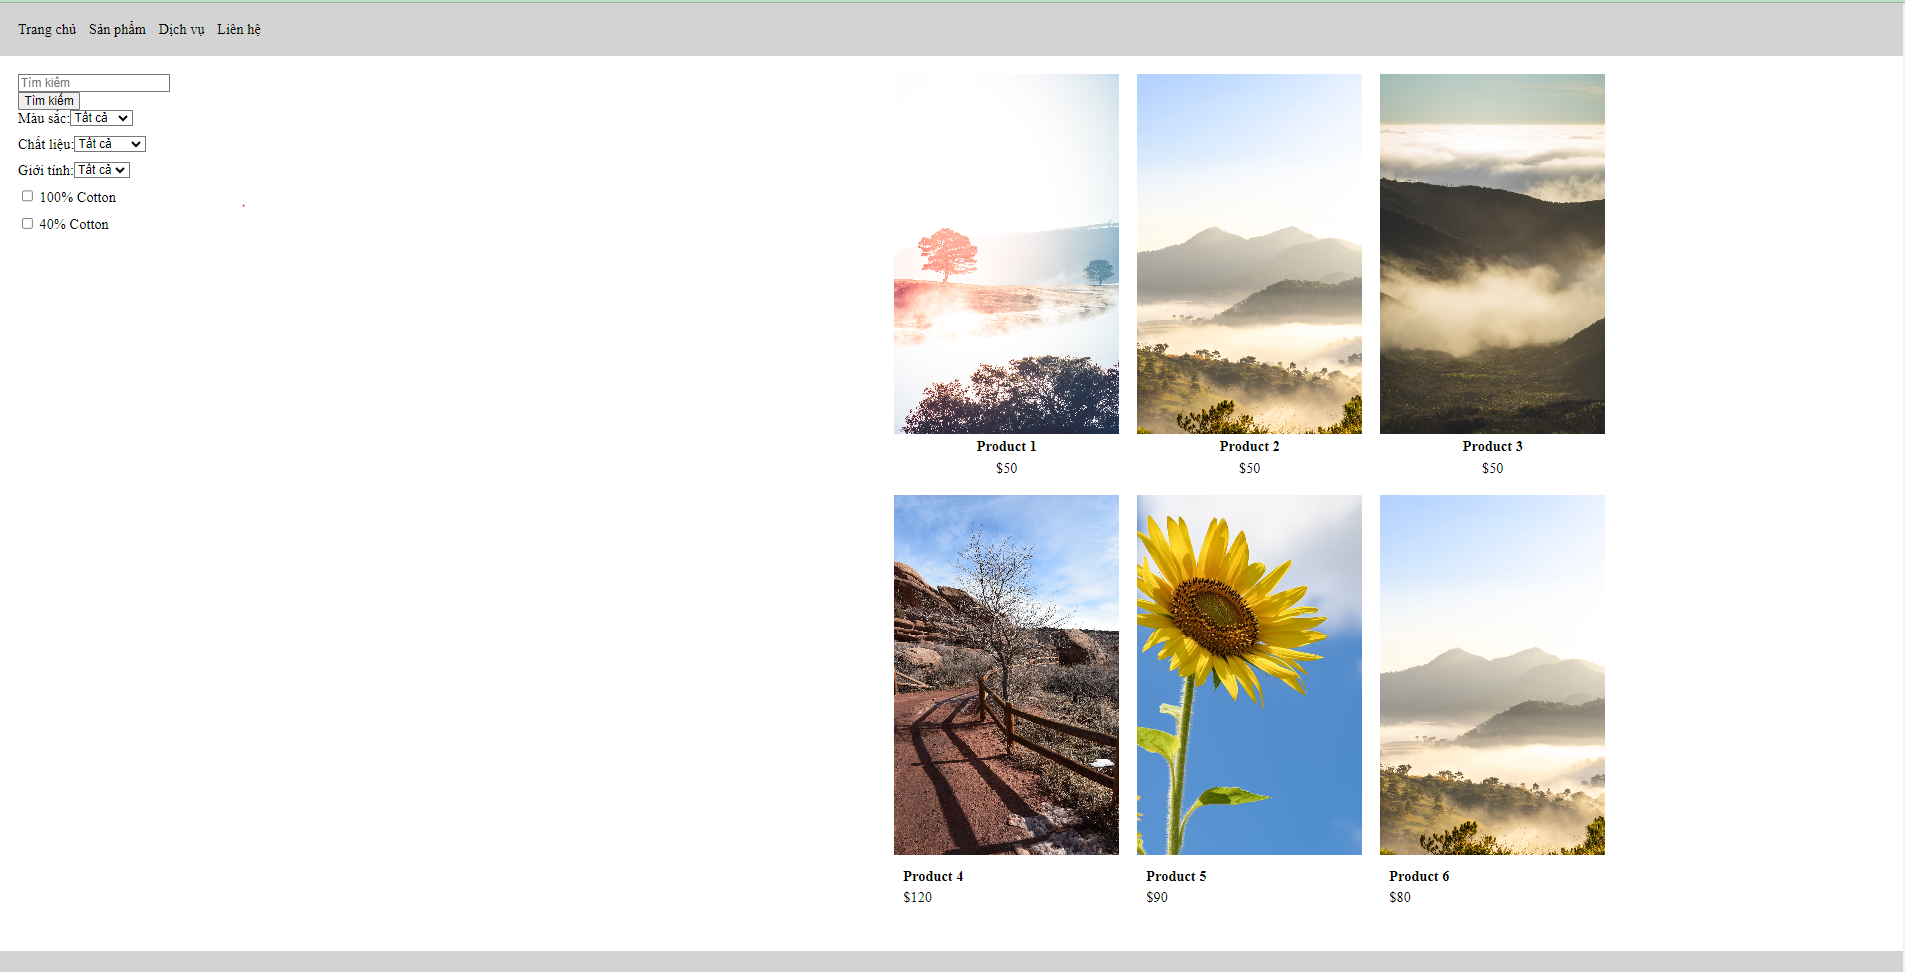 Trang chủ Sản phẩm Dịch vụ Liên hệ
Tìm kiếm
Tìm kiếm
Màu sắc: Tất cả
Chất liệu: Tất cả
Giới tính: Tất cả
100% Cotton
40% Cotton
Product 1 Product 2 Product 3
$50 $50 $50
Product 4 Product 5 Product 6
$120 $90 $80